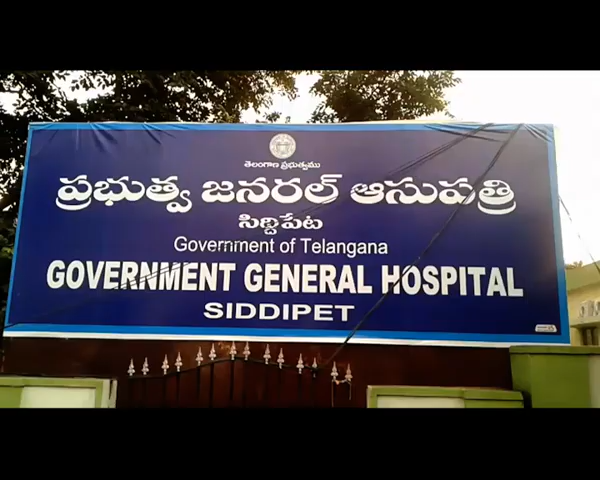 తెలంగాణ ప్రభుత్వము
ప్రభుత్వ జనరల్ ఆసుపత్రి
సిద్దిపేట
Government of Telangana
GOVERNMENT GENERAL HOSPITAL
SIDDIPET